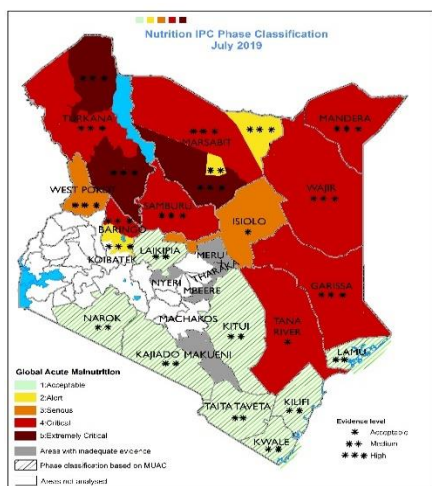 Nutrition IPC Phase Classification
July 2019
MANDERA
TURKANA
MARSABIT
WAJIR
WEST POKOT
SAMBURU
ISIOLO
BARINGO
LAIKIPIA
MERU
KOIBATEK
THARAKA
NYERI
MBEERE
GARISSA
MACHAKOS
KITUI
TANA
RIVER
NAROK
LAMU
KAJIADO
MAKUENI
KILIFI
TAITA TAVETA
KWALE
Global Acute Malnutrition
1:Acceptable
2:Alert
3:Serious
4:Critical
5:Extremely Critical
Areas with inadequate evidence
Phase classification based on MUAC
Areas not analysed
Evidence level
* Acceptable
** Medium
*** High